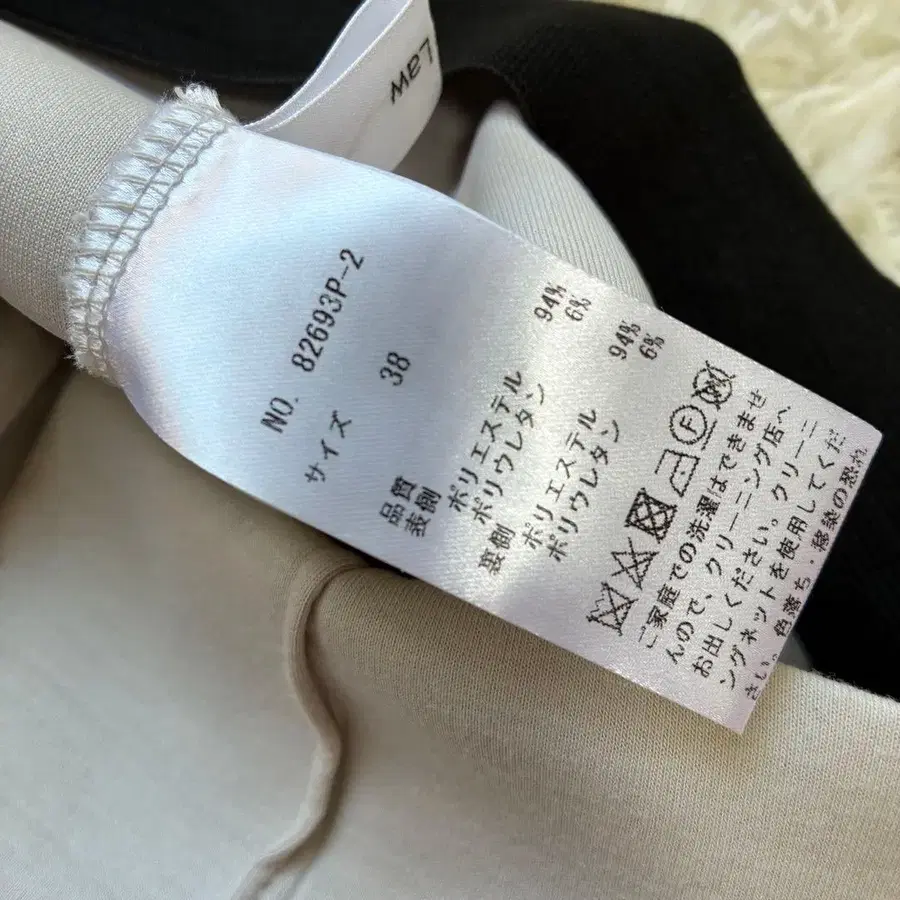 Law
NO. 82693P-2
サイズ 38
品質
表側 ポリエステル 94%
ポリウレタン 6%
裏側 ポリエステル 94%
ポリウレタン 6%
F
ご家庭での洗濯はできませ
んので、クリーニング店へ
お出しください。クリーニ
ングネットを使用してくだ
さい。色落ち・移染の恐れ